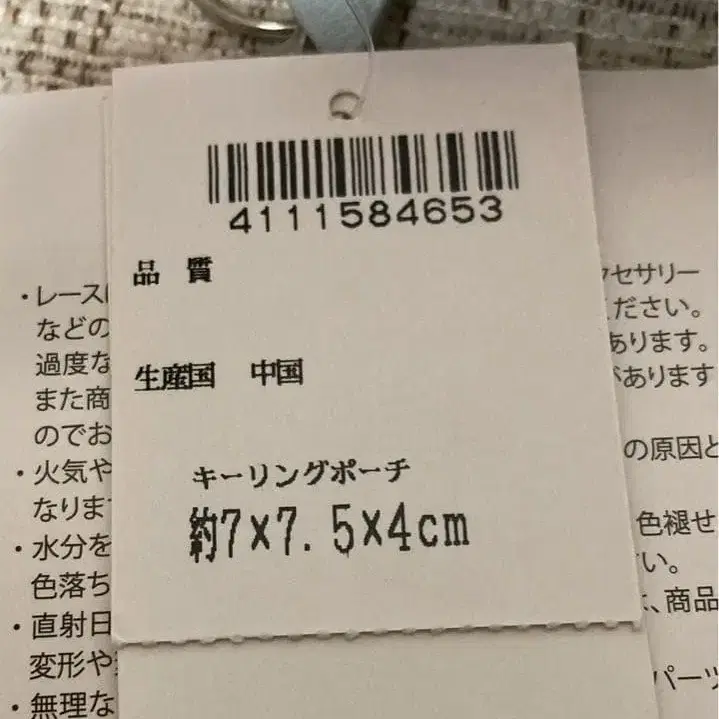 4111584653
品 質
生産国 中国
キーリングポーチ
約7×7.5×4cm
・レース
などの
過度な
また商
のでお
・火気や
なりま
・水分を
色落ち
・直射日
変形や
・無理な
クセサリー
ください。
あります。
があります
の原因と
色褪せ
い。
、商品
パーツ